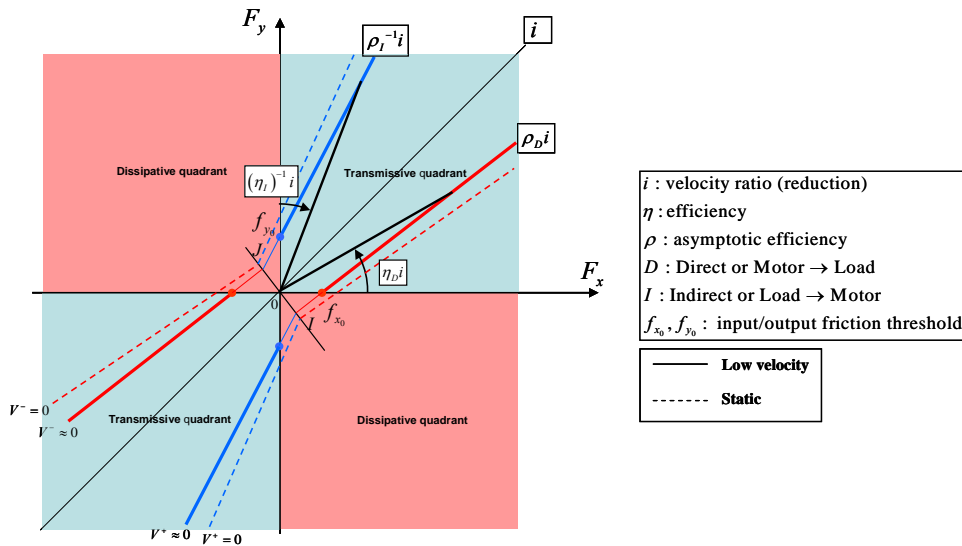 F_y
i
ρ_I⁻¹ i
ρ_D i
Dissipative quadrant
Transmissive quadrant
(η_I)⁻¹ i
f_{y_0}
J
η_D i
F_x
0
f_{x_0}
J
V⁻ = 0
V⁻ ≈ 0
Transmissive quadrant
Dissipative quadrant
V⁺ ≈ 0
V⁺ = 0
i : velocity ratio (reduction)
η : efficiency
ρ : asymptotic efficiency
D : Direct or Motor → Load
I : Indirect or Load → Motor
f_{x_0}, f_{y_0} : input/output friction threshold
Low velocity
Static